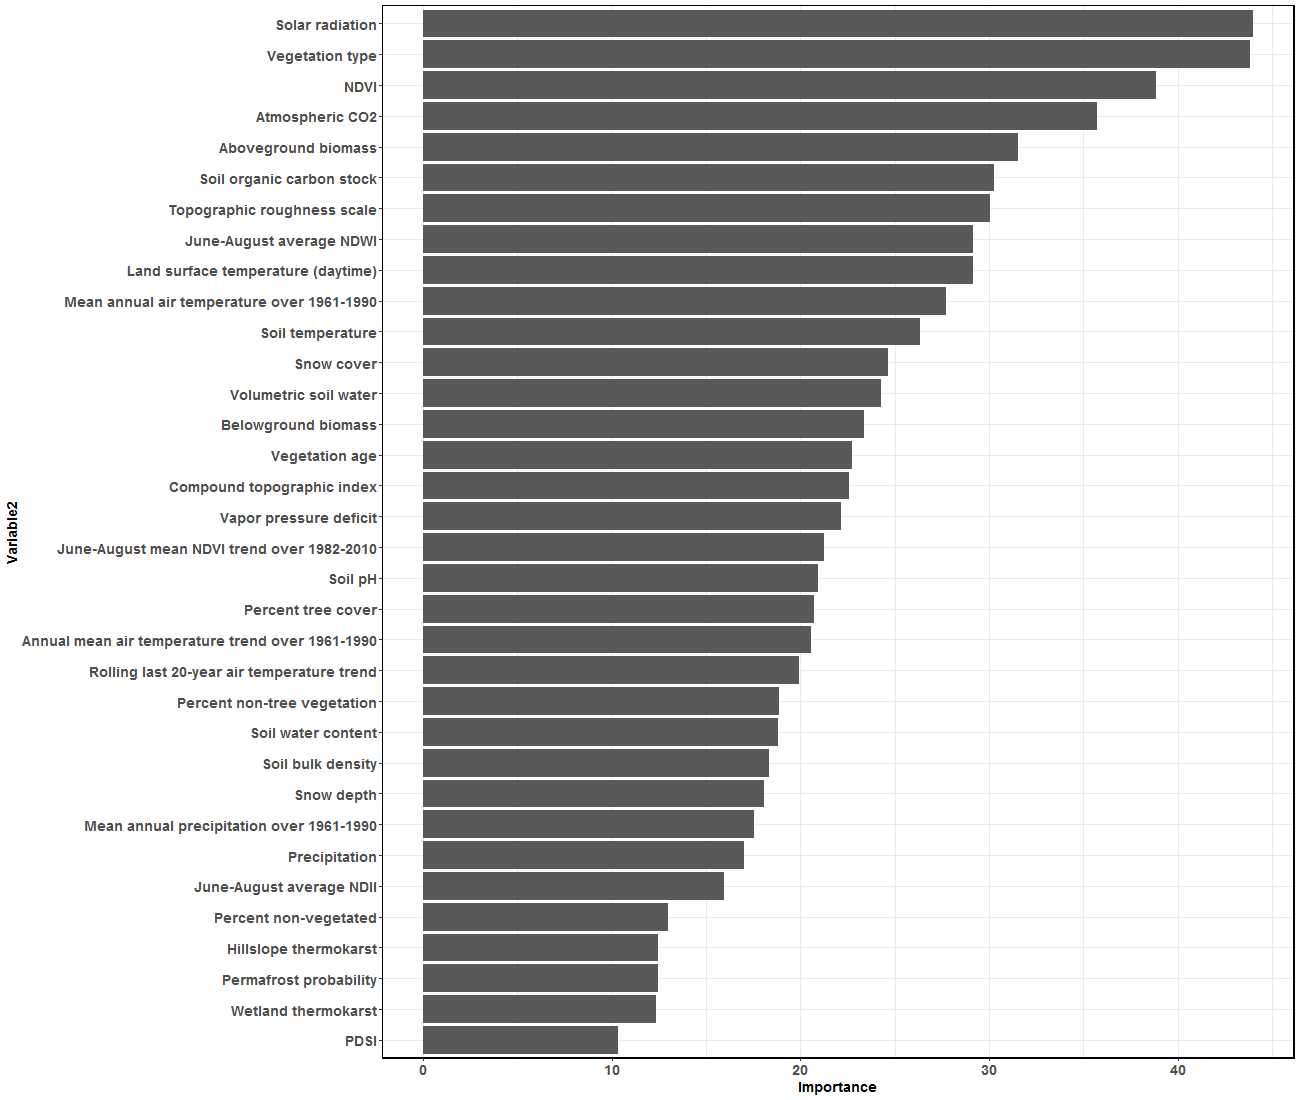 Solar radiation
Vegetation type
NDVI
Atmospheric CO2
Aboveground biomass
Soil organic carbon stock
Topographic roughness scale
June-August average NDWI
Land surface temperature (daytime)
Mean annual air temperature over 1961-1990
Soil temperature
Snow cover
Volumetric soil water
Belowground biomass
Vegetation age
Compound topographic index
Vapor pressure deficit
June-August mean NDVI trend over 1982-2010
Soil pH
Percent tree cover
Annual mean air temperature trend over 1961-1990
Rolling last 20-year air temperature trend
Percent non-tree vegetation
Soil water content
Soil bulk density
Snow depth
Mean annual precipitation over 1961-1990
Precipitation
June-August average NDII
Percent non-vegetated
Hillslope thermokarst
Permafrost probability
Wetland thermokarst
PDSI
Variable2
0 10 20 30 40
Importance